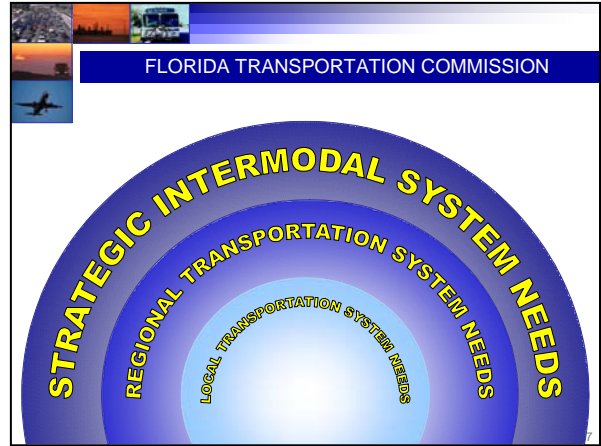 FLORIDA TRANSPORTATION COMMISSION
STRATEGIC INTERMODAL SYSTEM NEEDS
REGIONAL TRANSPORTATION SYSTEM NEEDS
LOCAL TRANSPORTATION SYSTEM NEEDS
7